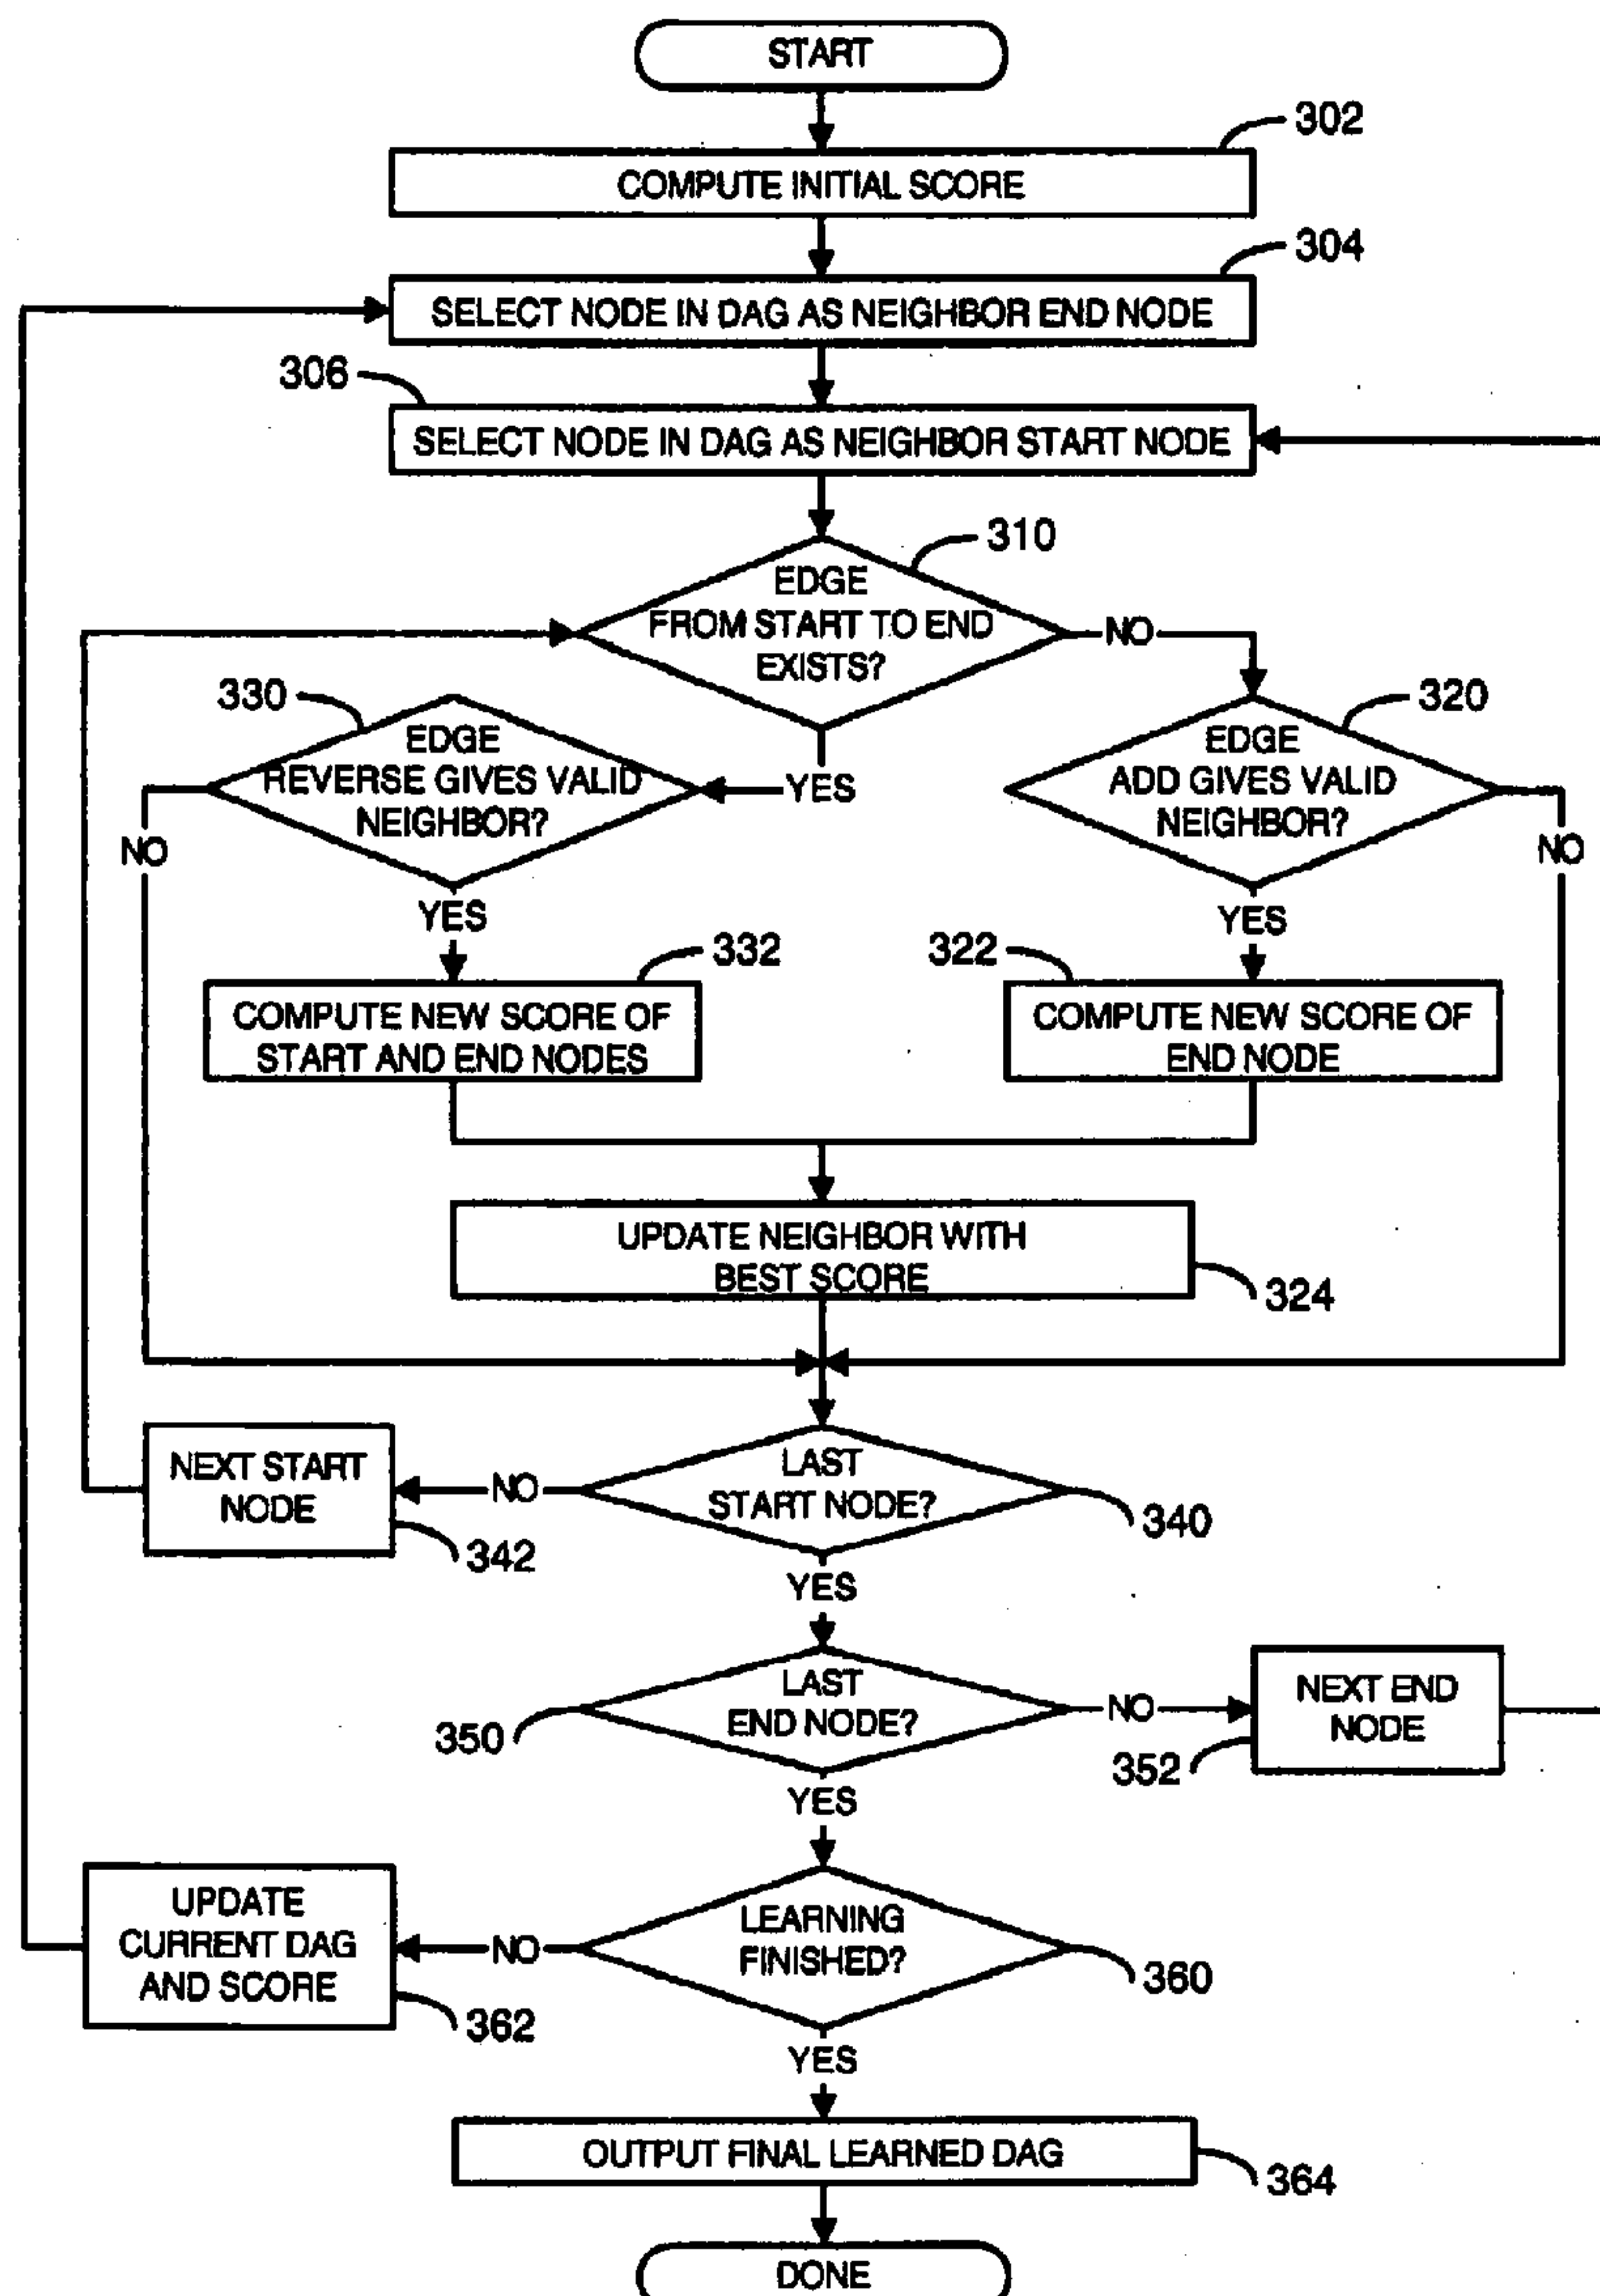 START
302
COMPUTE INITIAL SCORE
304
SELECT NODE IN DAG AS NEIGHBOR END NODE
306
SELECT NODE IN DAG AS NEIGHBOR START NODE
310
EDGE
FROM START TO END
EXISTS?
NO
YES
330
EDGE
REVERSE GIVES VALID
NEIGHBOR?
NO
YES
320
EDGE
ADD GIVES VALID
NEIGHBOR?
NO
YES
332
COMPUTE NEW SCORE OF
START AND END NODES
322
COMPUTE NEW SCORE OF
END NODE
UPDATE NEIGHBOR WITH
BEST SCORE
324
LAST
START NODE?
340
NO
NEXT START
NODE
342
YES
LAST
END NODE?
350
NO
NEXT END
NODE
352
YES
LEARNING
FINISHED?
360
NO
UPDATE
CURRENT DAG
AND SCORE
362
YES
OUTPUT FINAL LEARNED DAG
364
DONE